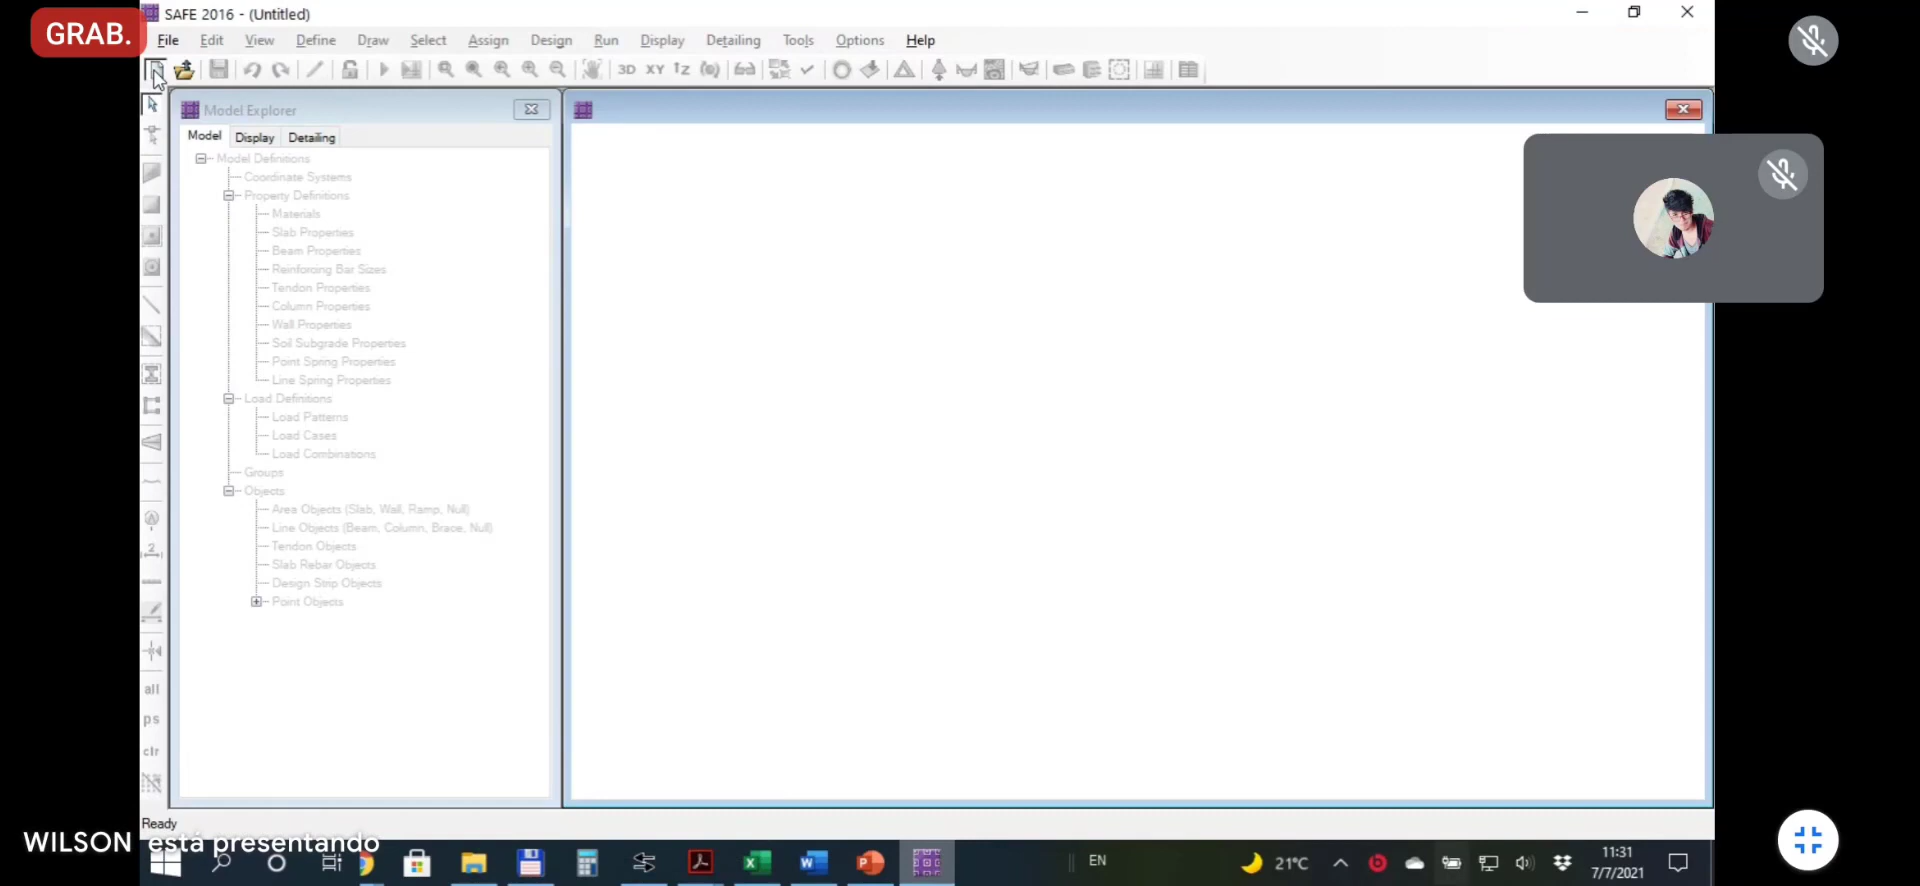 GRAB.
SAFE 2016 - (Untitled)
File Edit View Define Draw Select Assign Design Run Display Detailing Tools Options Help
3D XY
Model Explorer
Model Display Detailing
Model Definitions
Coordinate Systems
Property Definitions
Materials
Slab Properties
Beam Properties
Reinforcing Bar Sizes
Tendon Properties
Column Properties
Wall Properties
Soil Subgrade Properties
Point Spring Properties
Line Spring Properties
Load Definitions
Load Patterns
Load Cases
Load Combinations
Groups
Objects
Area Objects (Slab, Wall, Ramp, Null)
Line Objects (Beam, Column, Brace, Null)
Tendon Objects
Slab Rebar Objects
Design Strip Objects
Point Objects
2
all
ps
clr
Ready
WILSON está presentando
EN
21°C
11:31
7/7/2021